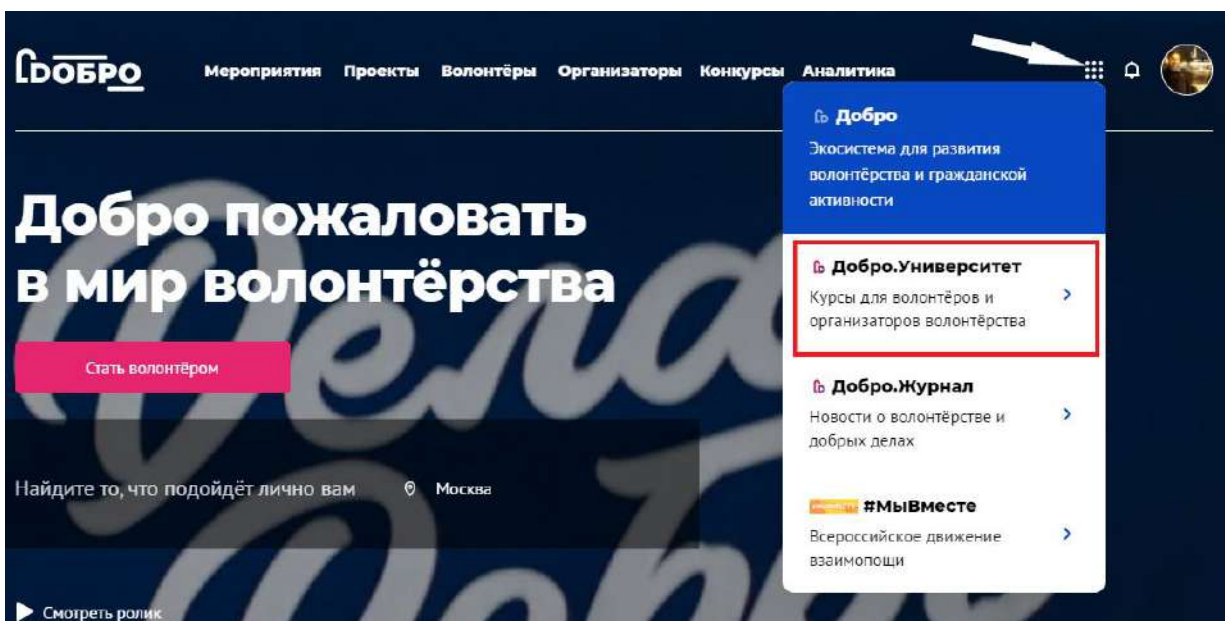 ДОБРО
Мероприятия Проекты Волонтёры Организаторы Конкурсы Аналитика
Добро
Экосистема для развития
волонтёрства и гражданской
активности
Добро пожаловать
в мир волонтёрства
Стать волонтёром
Добро.Университет
Курсы для волонтёров и
организаторов волонтёрства
Добро.Журнал
Новости о волонтёрстве и
добрых делах
Найдите то, что подойдёт лично вам Москва
#МыВместе
Всероссийское движение
взаимопощи
Смотреть ролик